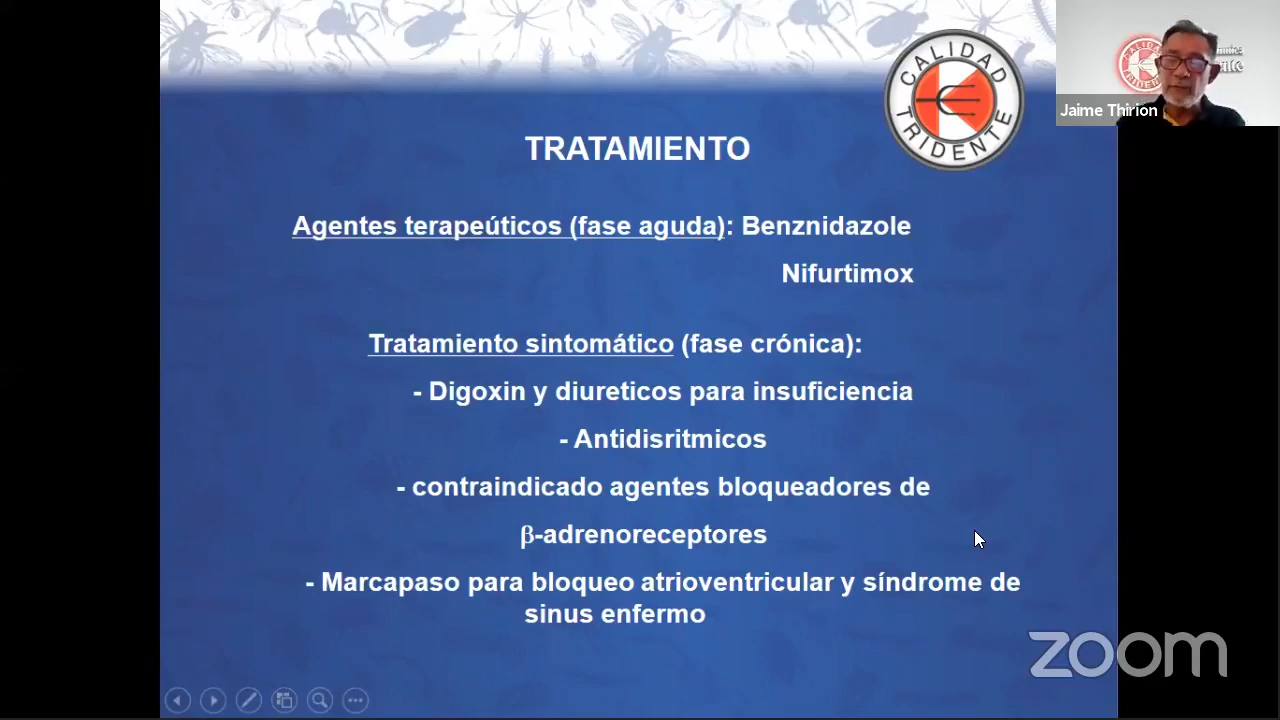 CALIDAD
TRIDENTE
Jaime Thirion
TRATAMIENTO
Agentes terapeúticos (fase aguda): Benznidazole
Nifurtimox
Tratamiento sintomático (fase crónica):
- Digoxin y diureticos para insuficiencia
- Antidisritmicos
- contraindicado agentes bloqueadores de
β-adrenoreceptores
- Marcapaso para bloqueo atrioventricular y síndrome de
sinus enfermo
zoom